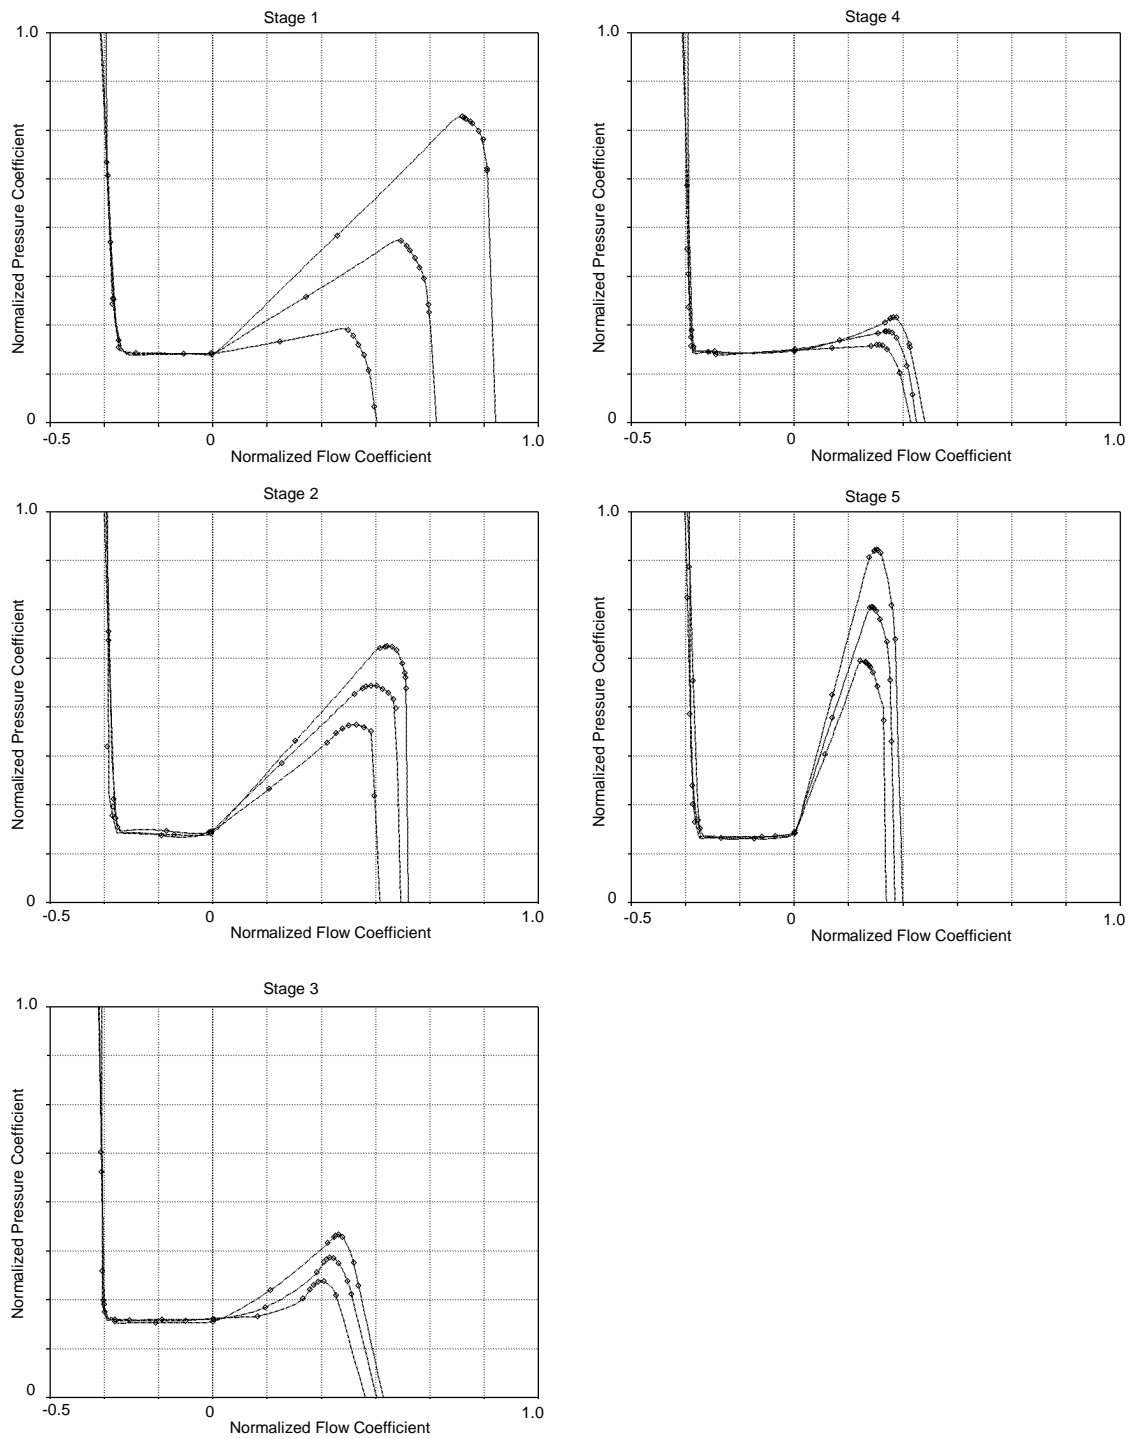 Stage 1
1.0
Normalized Pressure Coefficient
0
-0.5 0 1.0
Normalized Flow Coefficient
Stage 4
1.0
Normalized Pressure Coefficient
0
-0.5 0 1.0
Normalized Flow Coefficient
Stage 2
1.0
Normalized Pressure Coefficient
0
-0.5 0 1.0
Normalized Flow Coefficient
Stage 5
1.0
Normalized Pressure Coefficient
0
-0.5 0 1.0
Normalized Flow Coefficient
Stage 3
1.0
Normalized Pressure Coefficient
0
-0.5 0 1.0
Normalized Flow Coefficient